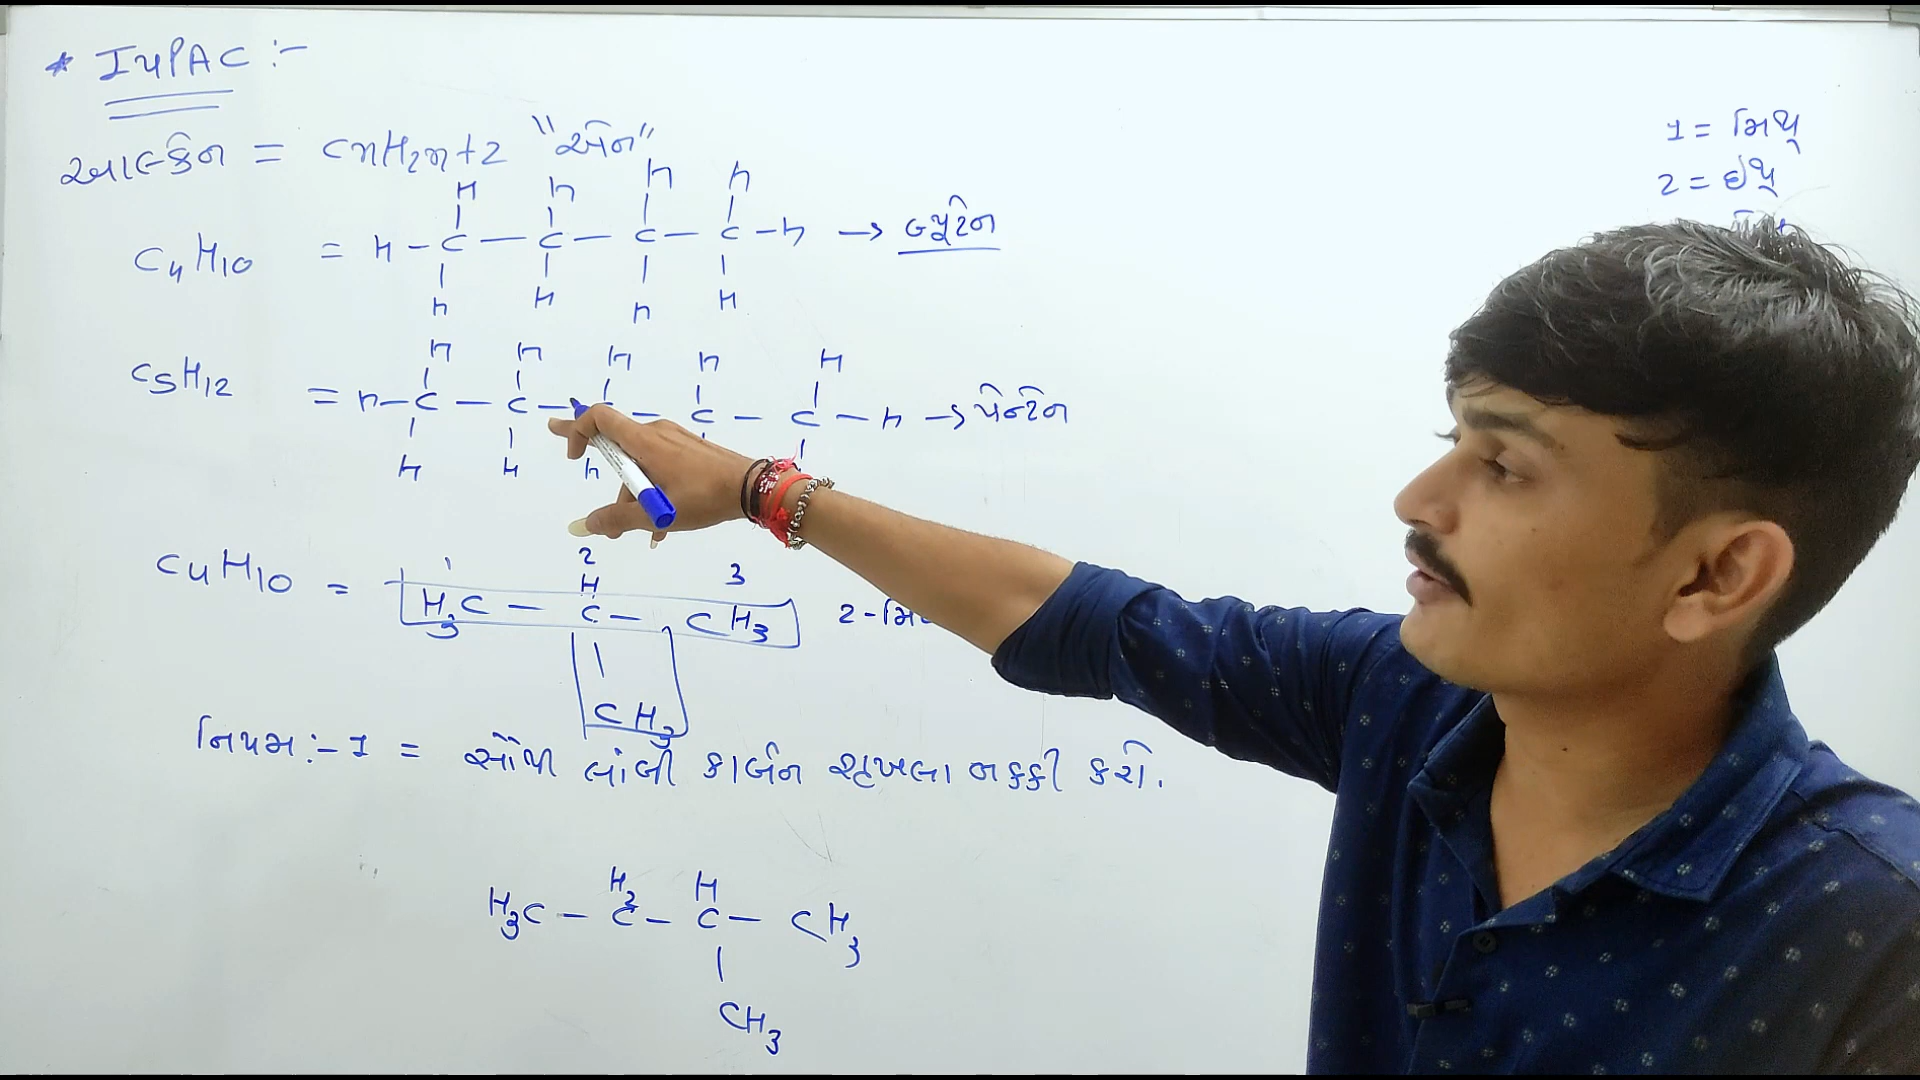 * IUPAC :-
આલ્કેન = CnH2n+2 "એન"
1 = મિથ્
2 = ઇથ્
H H H H
C4H10 = H - C — C — C — C - H → બ્યુટેન
H H H H
H H H H H
C5H12 = H - C — C — — C — C — H → પેન્ટેન
H H H
1 2 3
H
C4H10 = H3C — C — CH3 2-મિ
CH3
નિયમ :- 1 = સૌથી લાંબી કાર્બન શૃંખલા નક્કી કરો.
H2 H
H3C — C — C — CH3
CH3